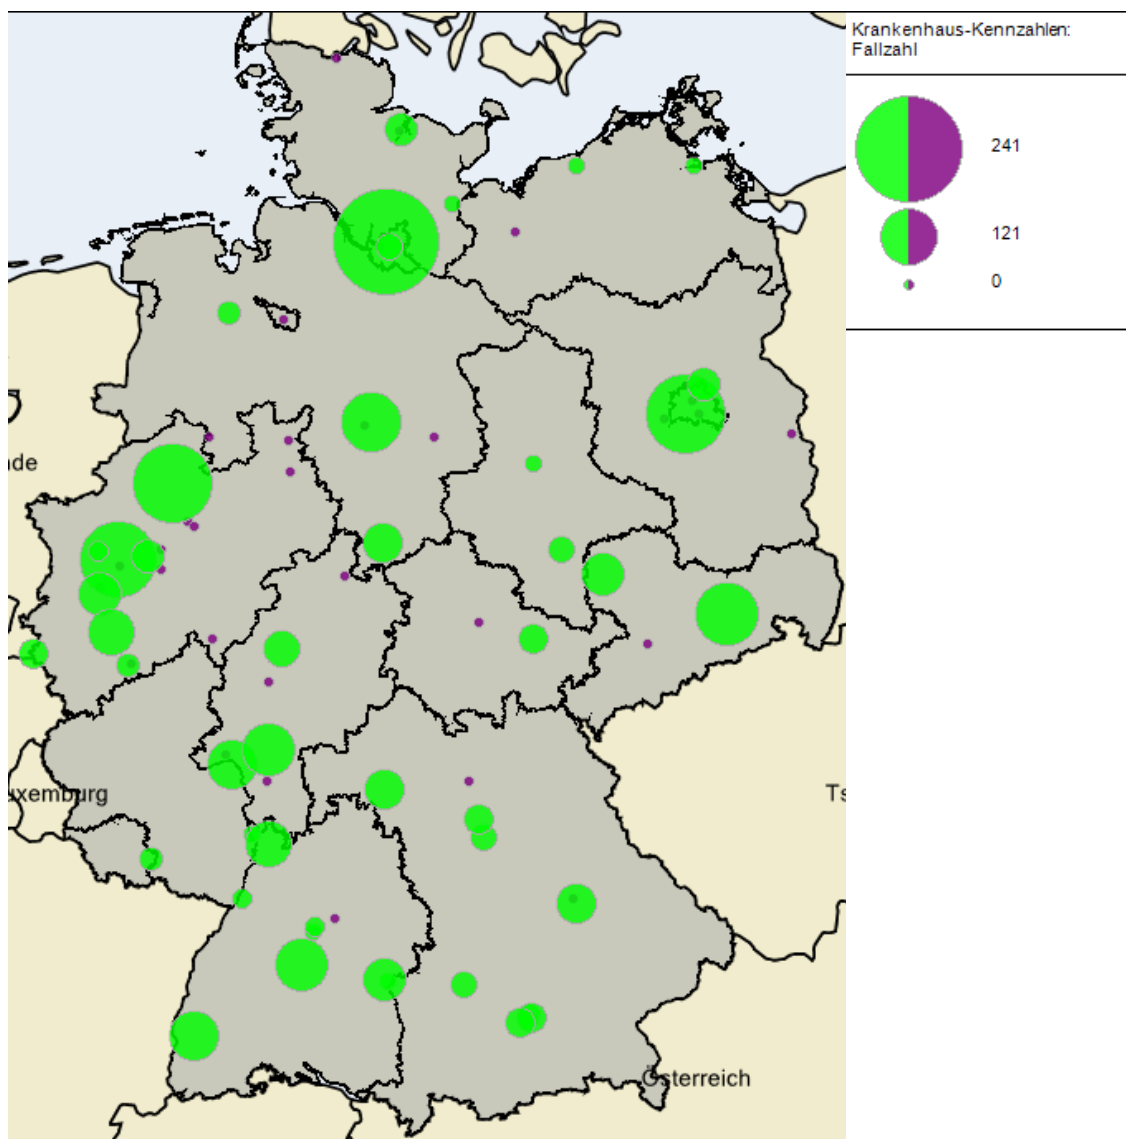 Krankenhaus-Kennzahlen:
Fallzahl
241
121
0
nde
uxemburg
Ts
Österreich